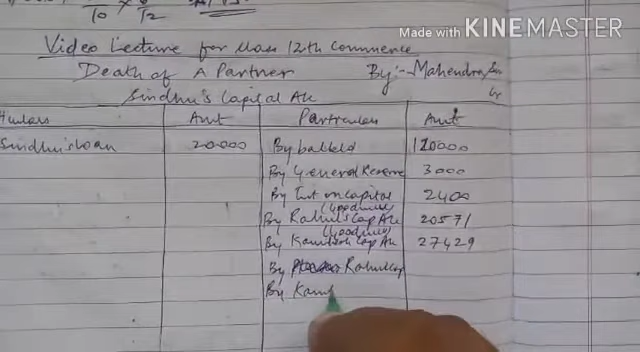 Made with KINEMASTER
10 × 12
Video Lecture for class 12th Commerce
Death of A Partner By:- Mahendra
Sindhu's Capital A/c
Amt Particulars Amt
Sindhu's loan 20000 By bal b/d 120000
By General Reserve 3000
By Int on capital 2400
(Goodwill)
By Rahul's Cap A/c 20571
(Goodwill)
By Kamlesh Cap A/c 27429
By Rahul Cap
By Kaml